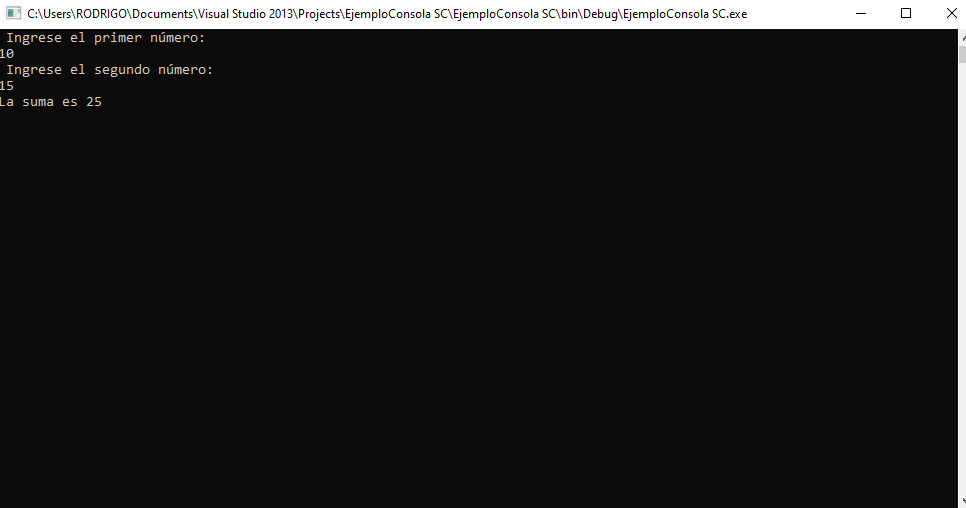 C:\Users\RODRIGO\Documents\Visual Studio 2013\Projects\EjemploConsola SC\EjemploConsola SC\bin\Debug\EjemploConsola SC.exe
Ingrese el primer número:
10
Ingrese el segundo número:
15
La suma es 25